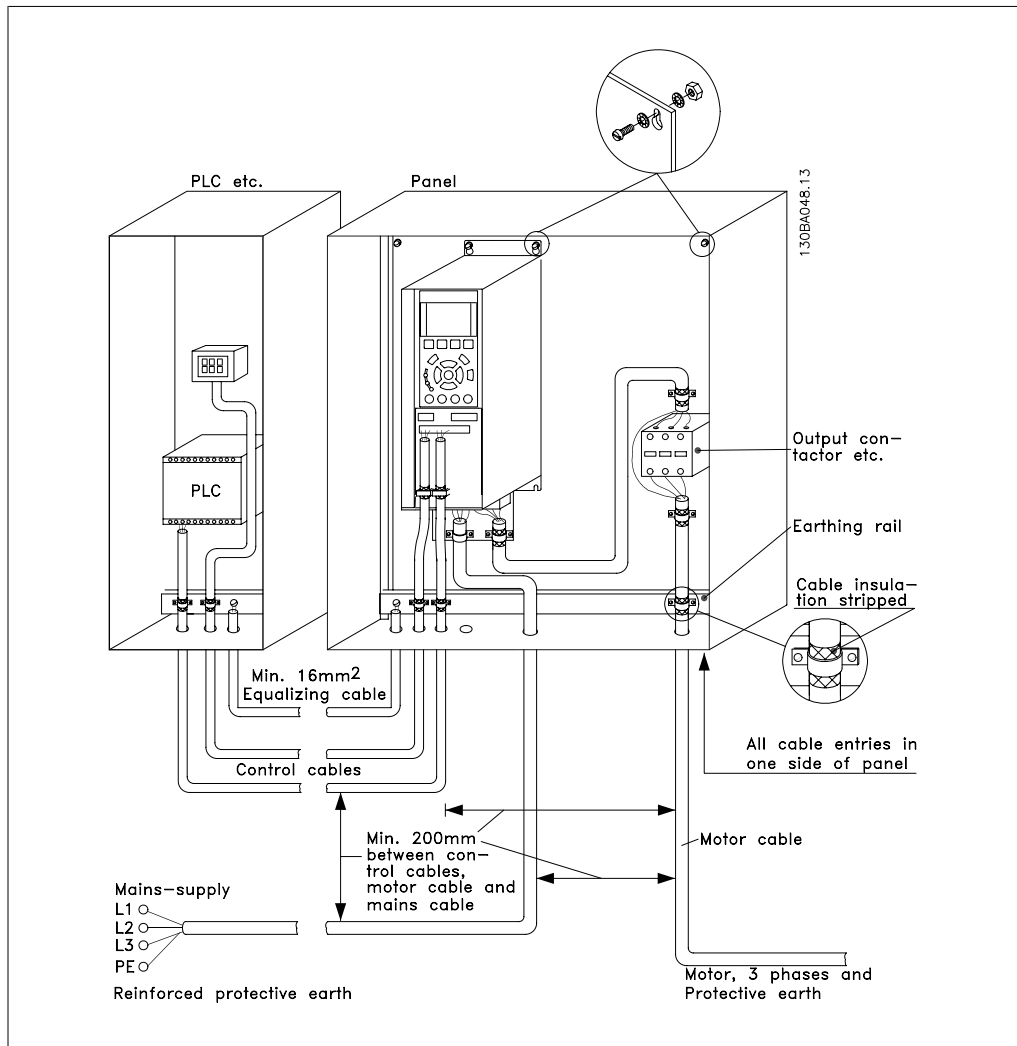 130BA048.13
PLC etc.
Panel
PLC
Output con-
tactor etc.
Earthing rail
Cable insula-
tion stripped
Min. 16mm2
Equalizing cable
Control cables
All cable entries in
one side of panel
Min. 200mm
between con-
trol cables,
motor cable and
mains cable
Motor cable
Mains-supply
L1
L2
L3
PE
Reinforced protective earth
Motor, 3 phases and
Protective earth